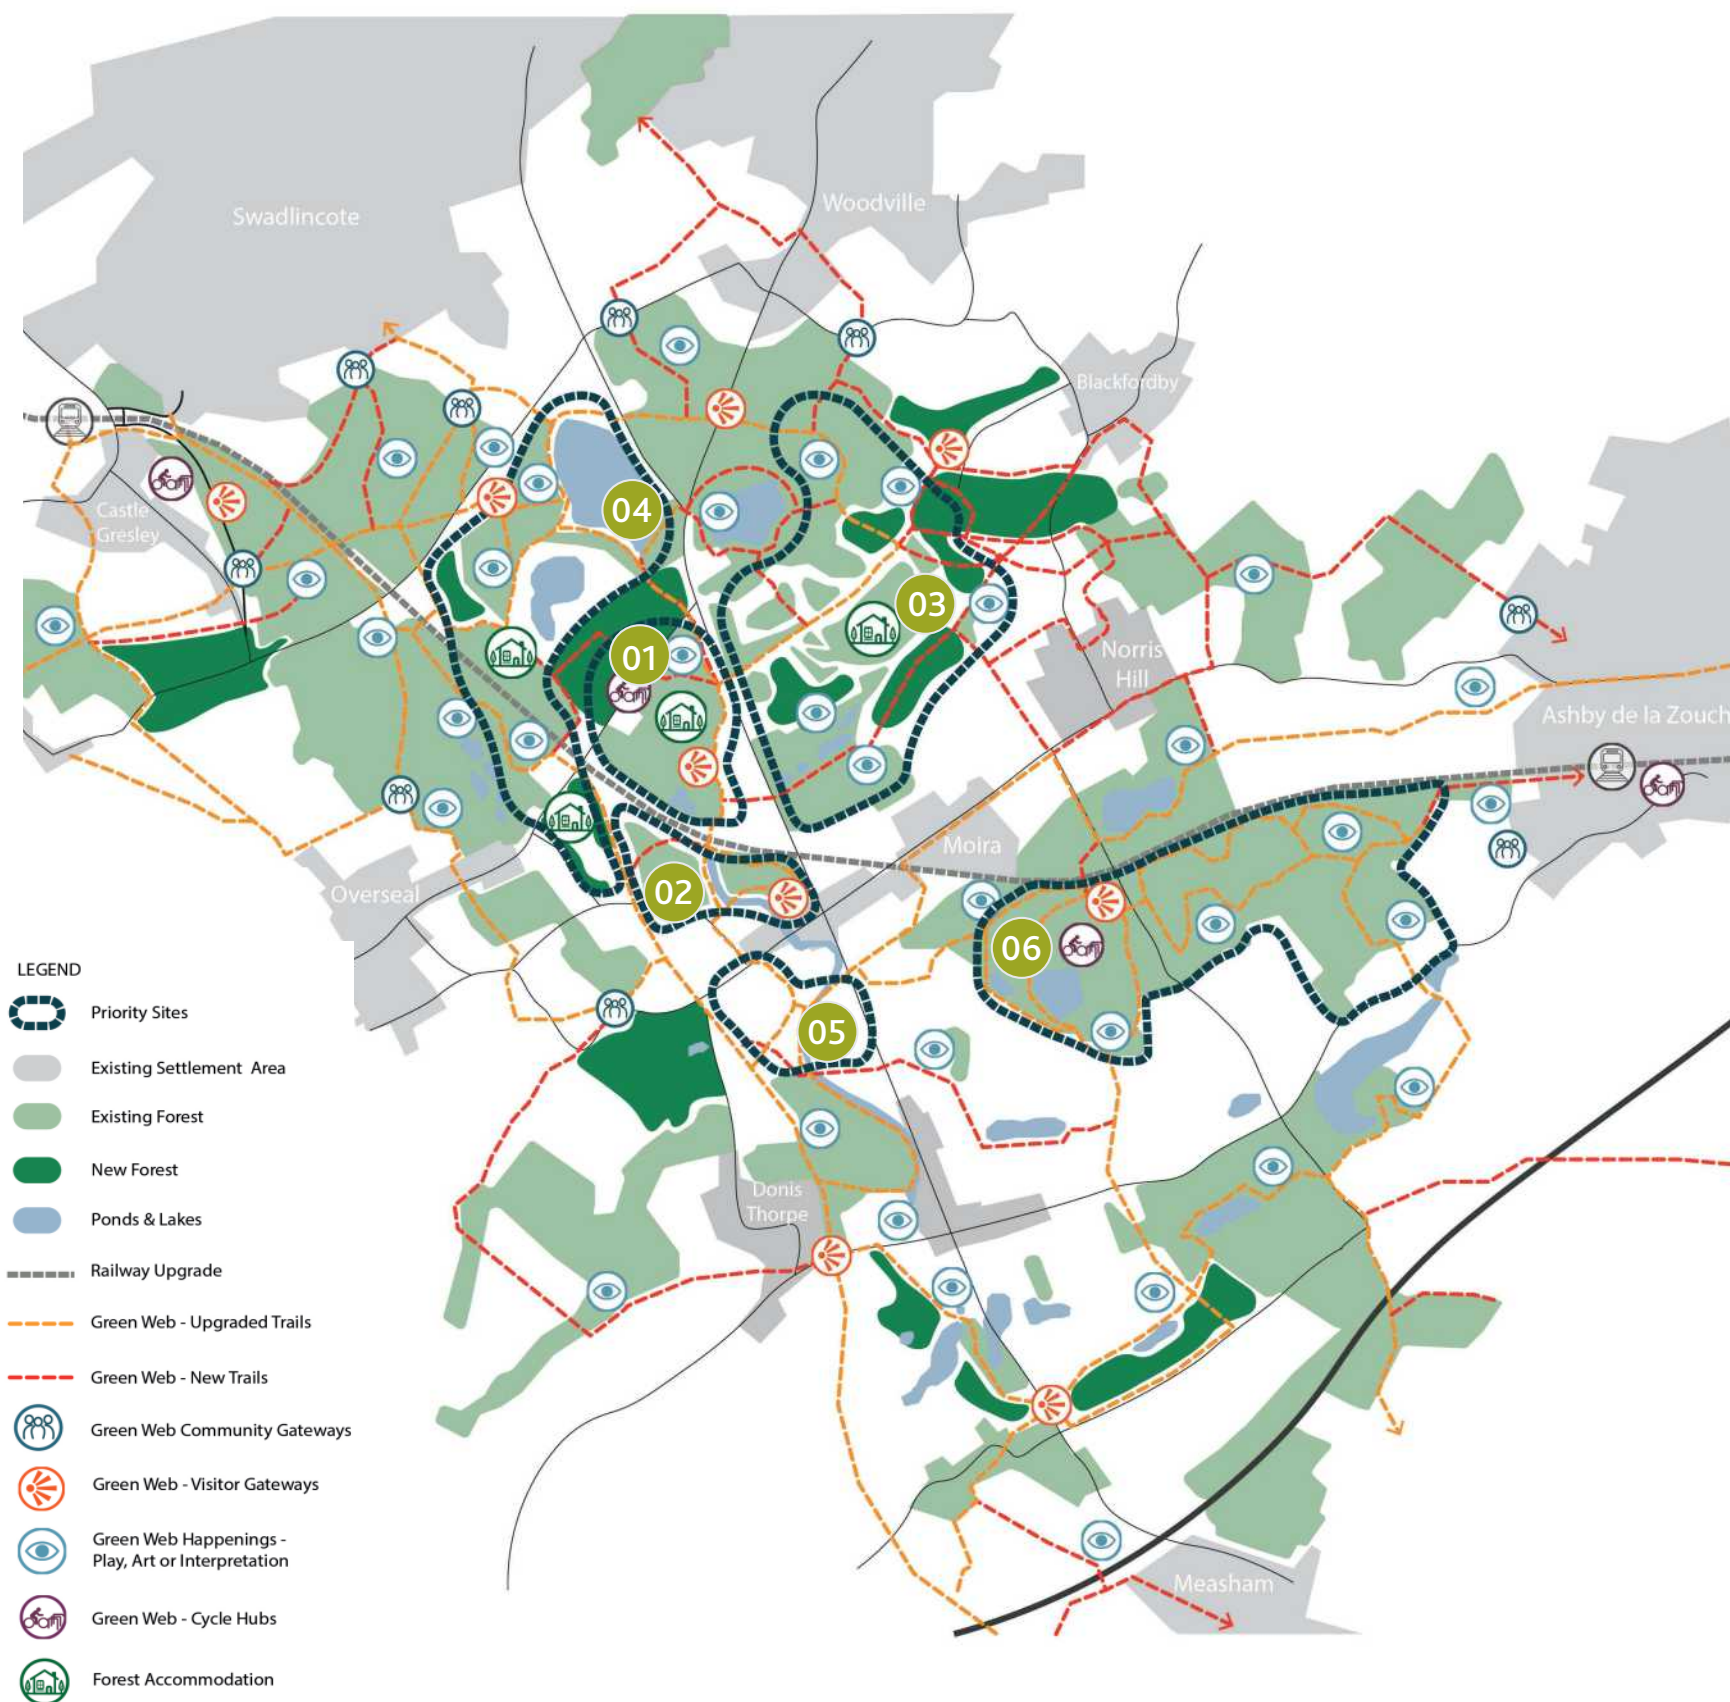 Swadlincote
Woodville
Blackfordby
Castle
Gresley
04
03
01
Norris
Hill
Ashby de la Zouch
Moira
Overseal
02
06
05
Donis
Thorpe
Measham
LEGEND
Priority Sites
Existing Settlement Area
Existing Forest
New Forest
Ponds & Lakes
Railway Upgrade
Green Web - Upgraded Trails
Green Web - New Trails
Green Web Community Gateways
Green Web - Visitor Gateways
Green Web Happenings -
Play, Art or Interpretation
Green Web - Cycle Hubs
Forest Accommodation